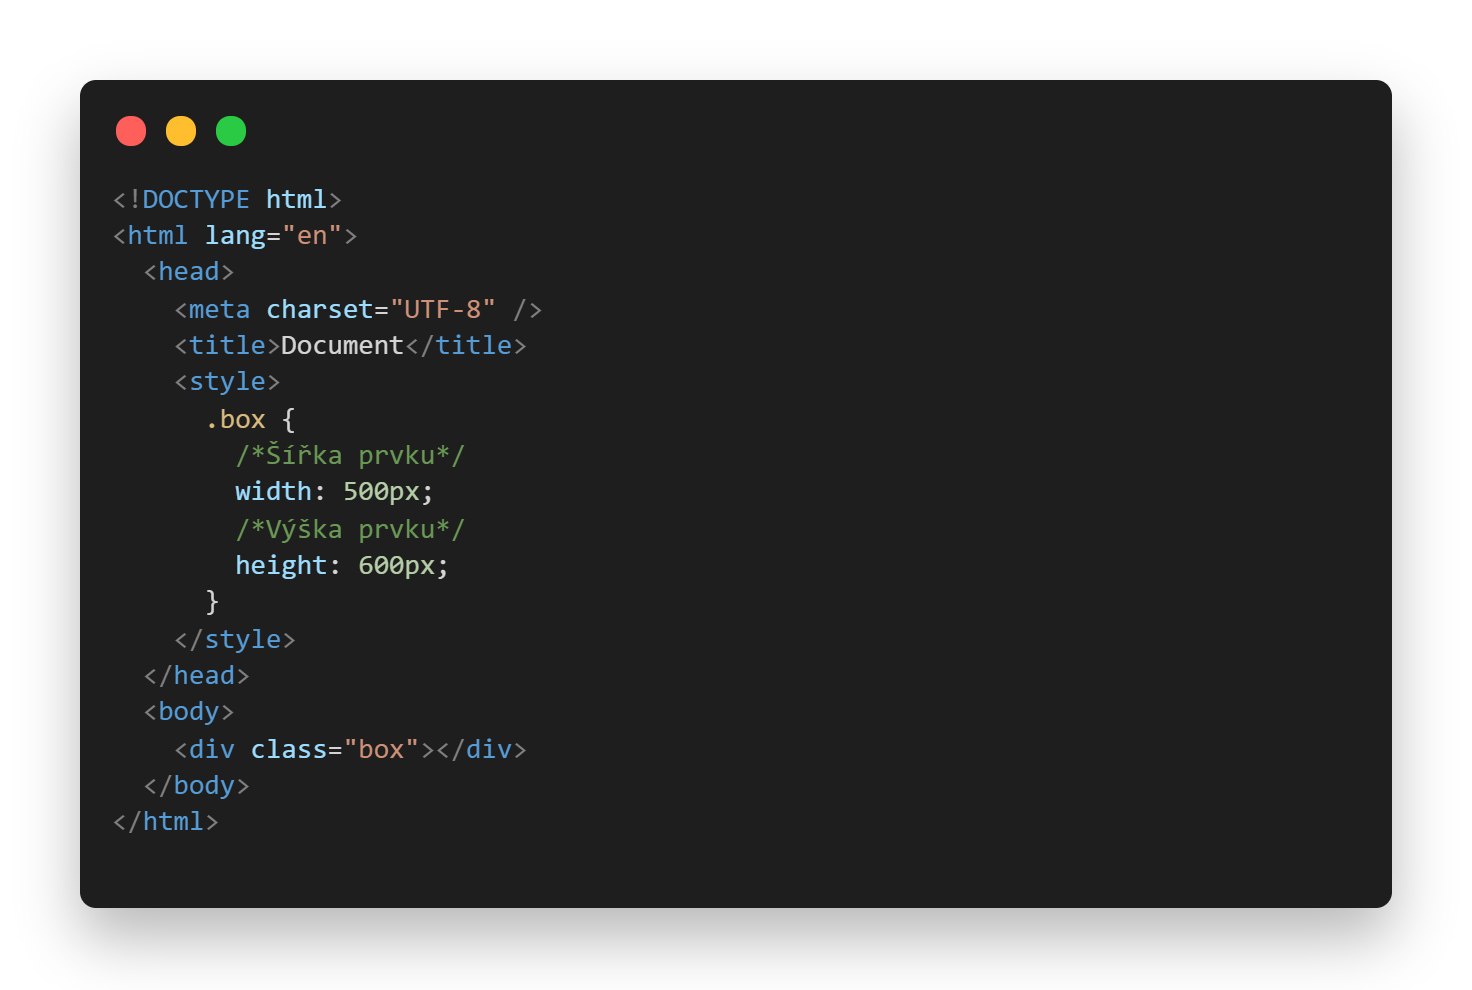 <!DOCTYPE html>
<html lang="en">
  <head>
    <meta charset="UTF-8" />
    <title>Document</title>
    <style>
      .box {
        /*Šířka prvku*/
        width: 500px;
        /*Výška prvku*/
        height: 600px;
      }
    </style>
  </head>
  <body>
    <div class="box"></div>
  </body>
</html>